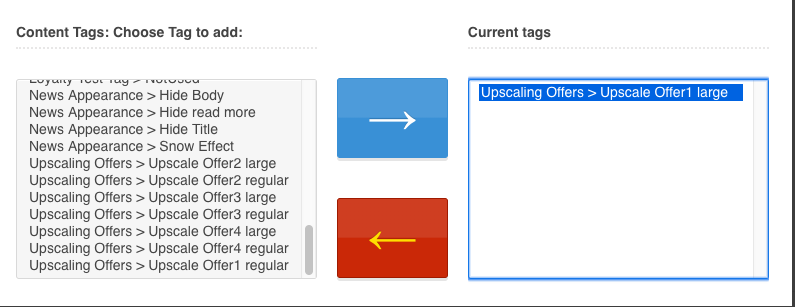 Content Tags: Choose Tag to add:
Current tags
Loyalty Test Tag > NotUsed
News Appearance > Hide Body
News Appearance > Hide read more
News Appearance > Hide Title
News Appearance > Snow Effect
Upscaling Offers > Upscale Offer2 large
Upscaling Offers > Upscale Offer2 regular
Upscaling Offers > Upscale Offer3 large
Upscaling Offers > Upscale Offer3 regular
Upscaling Offers > Upscale Offer4 large
Upscaling Offers > Upscale Offer4 regular
Upscaling Offers > Upscale Offer1 regular
→
←
Upscaling Offers > Upscale Offer1 large